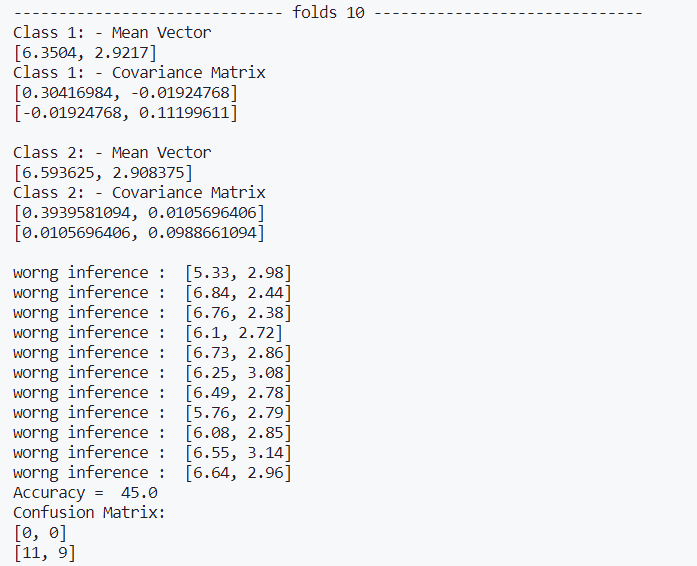 ---------------------------- folds 10 ----------------------------
Class 1: - Mean Vector
[6.3504, 2.9217]
Class 1: - Covariance Matrix
[0.30416984, -0.01924768]
[-0.01924768, 0.11199611]
Class 2: - Mean Vector
[6.593625, 2.908375]
Class 2: - Covariance Matrix
[0.3939581094, 0.0105696406]
[0.0105696406, 0.0988661094]
worng inference :  [5.33, 2.98]
worng inference :  [6.84, 2.44]
worng inference :  [6.76, 2.38]
worng inference :  [6.1, 2.72]
worng inference :  [6.73, 2.86]
worng inference :  [6.25, 3.08]
worng inference :  [6.49, 2.78]
worng inference :  [5.76, 2.79]
worng inference :  [6.08, 2.85]
worng inference :  [6.55, 3.14]
worng inference :  [6.64, 2.96]
Accuracy =  45.0
Confusion Matrix:
[0, 0]
[11, 9]